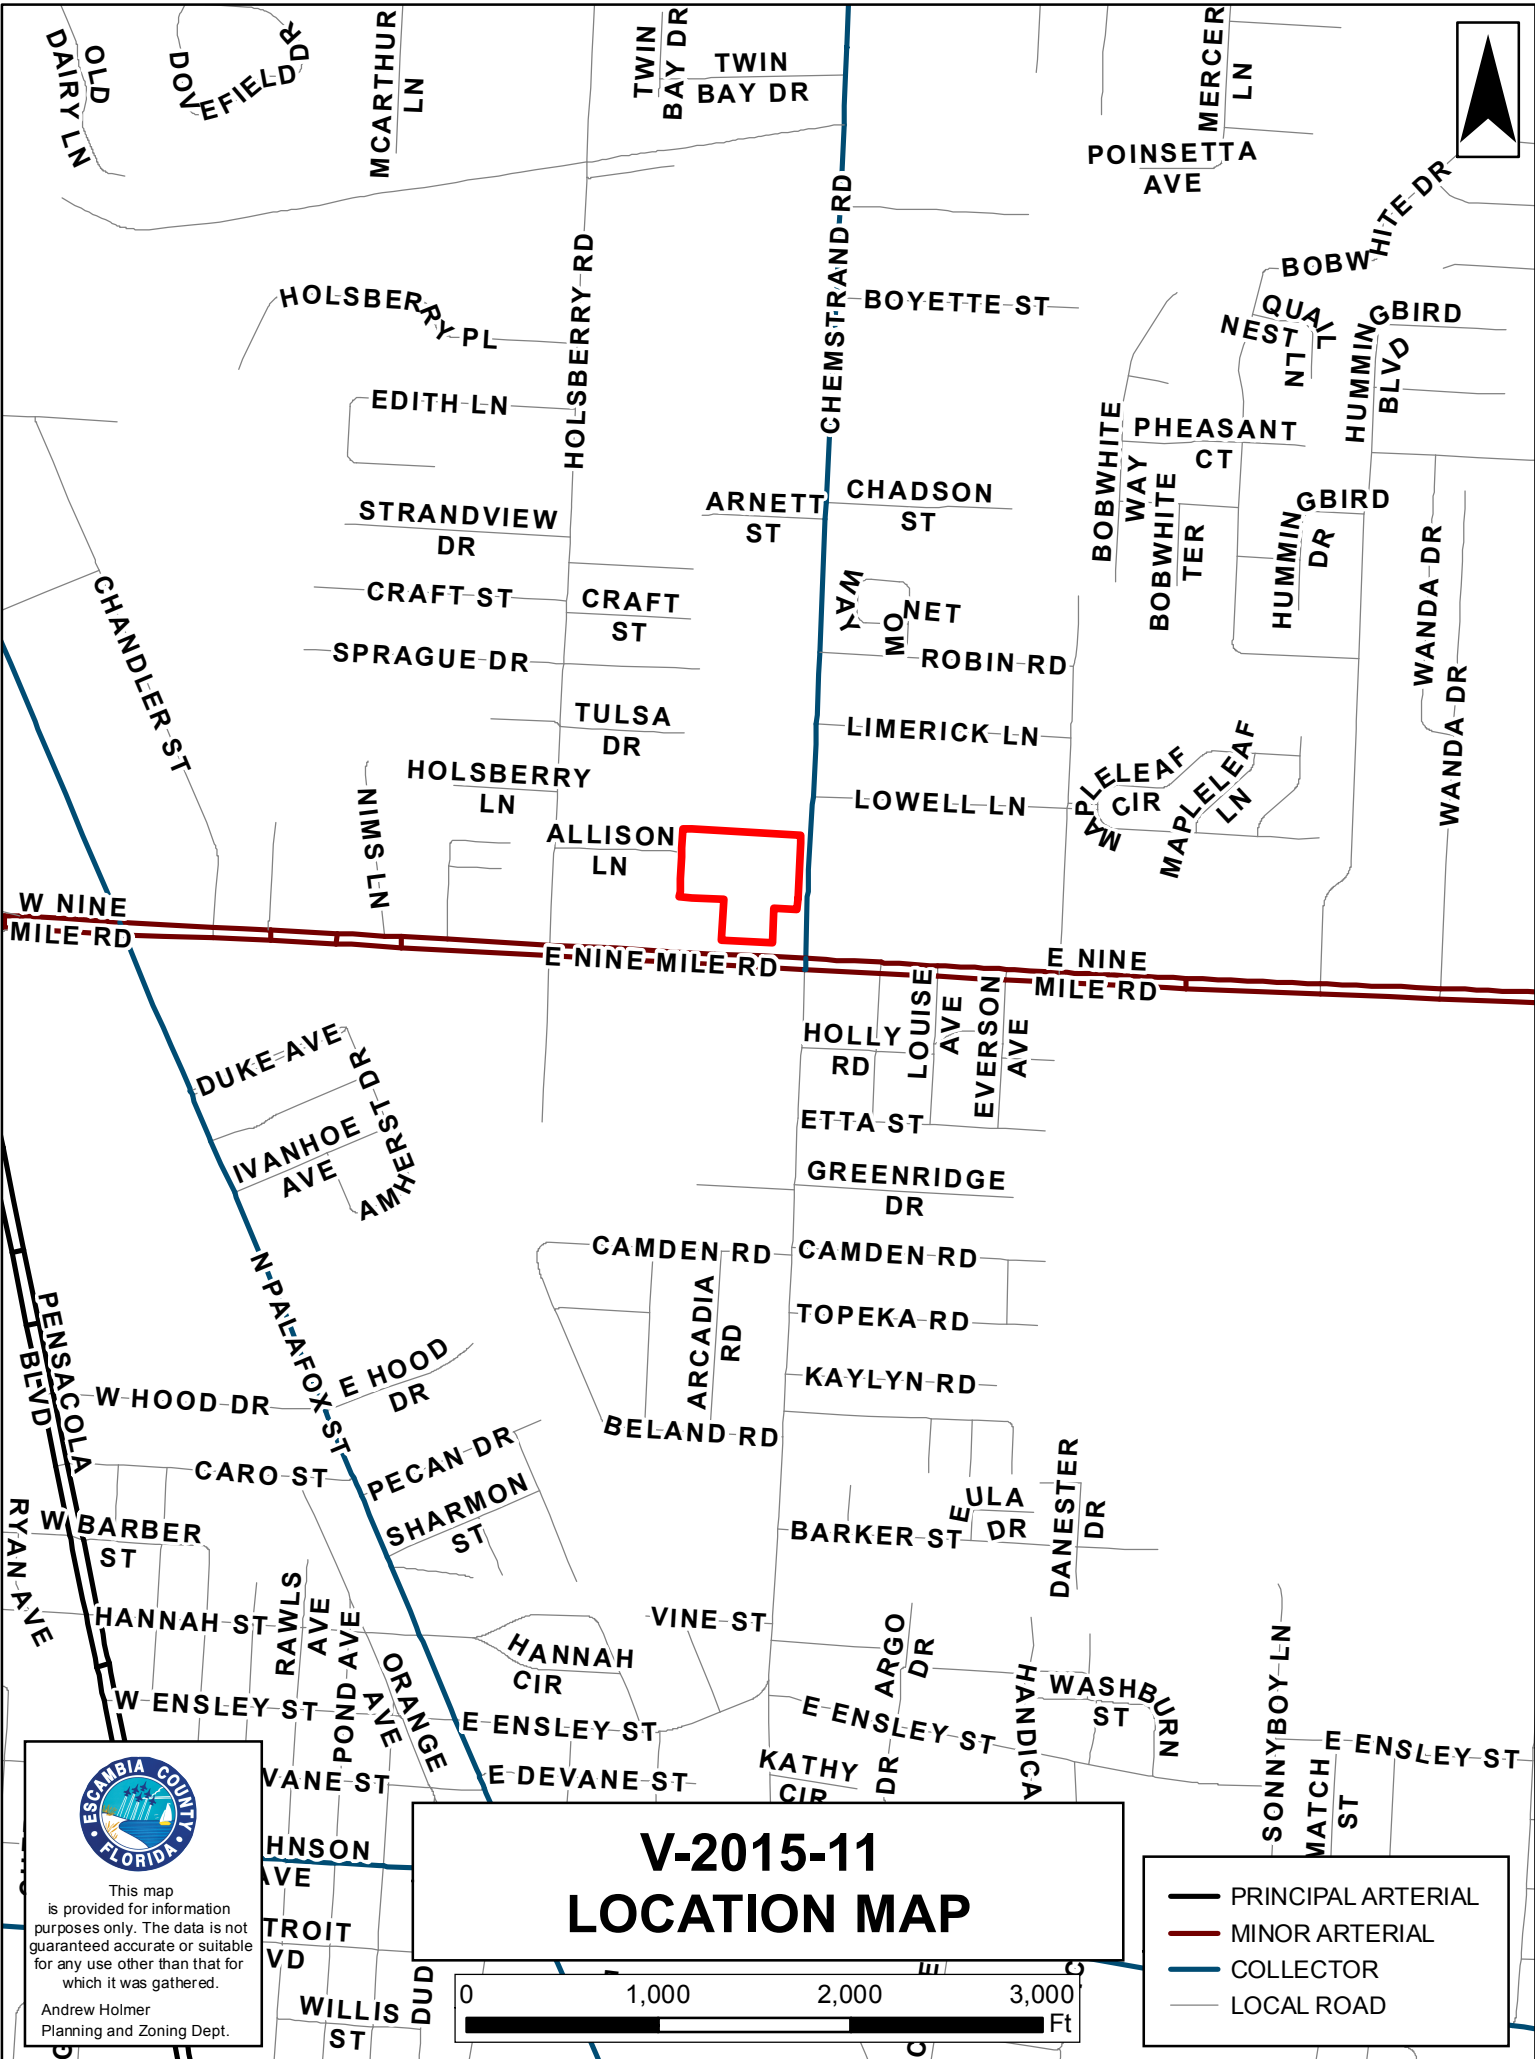 OLD
DAIRY LN
DOVEFIELD DR
MCARTHUR
LN
TWIN
BAY DR
TWIN
BAY DR
MERCER
LN
POINSETTA
AVE
BOBWHITE DR
HOLSBERRY RD
CHEMSTRAND RD
HOLSBERRY PL
BOYETTE ST
QUAIL
NEST LN
HUMMINGBIRD
BLVD
EDITH LN
BOBWHITE
WAY
PHEASANT
CT
STRANDVIEW
DR
ARNETT
ST
CHADSON
ST
BOBWHITE
TER
HUMMINGBIRD
DR
WANDA DR
WANDA DR
CHANDLER ST
CRAFT ST
CRAFT
ST
MONET
WAY
SPRAGUE DR
ROBIN RD
TULSA
DR
LIMERICK LN
HOLSBERRY
LN
NIMS LN
LOWELL LN
MAPLELEAF
CIR
MAPLELEAF
LN
ALLISON
LN
W NINE
MILE RD
E NINE MILE RD
E NINE
MILE RD
HOLLY
RD
LOUISE
AVE
EVERSON
AVE
DUKE AVE
AMHERST DR
IVANHOE
AVE
ETTA ST
GREENRIDGE
DR
CAMDEN RD
CAMDEN RD
N PALAFOX ST
ARCADIA
RD
TOPEKA RD
PENSACOLA
BLVD
KAYLYN RD
W HOOD DR
E HOOD
DR
BELAND RD
CARO ST
PECAN DR
SHARMON
ST
EULA
DR
DANESTER
DR
RYAN AVE
W BARBER
ST
BARKER ST
HANNAH ST
RAWLS
AVE
POND AVE
ORANGE
AVE
HANNAH
CIR
VINE ST
ARGO
DR
HANDICA
WASHBURN
ST
SONNYBOY LN
W ENSLEY ST
E ENSLEY ST
E ENSLEY ST
E ENSLEY ST
VANE ST
E DEVANE ST
KATHY
CIR
DR
MATCH
ST
HNSON
AVE
TROIT
VD
WILLIS
ST
DUD
ESCAMBIA COUNTY
FLORIDA
This map
is provided for information
purposes only. The data is not
guaranteed accurate or suitable
for any use other than that for
which it was gathered.
Andrew Holmer
Planning and Zoning Dept.
V-2015-11
LOCATION MAP
0 1,000 2,000 3,000
Ft
PRINCIPAL ARTERIAL
MINOR ARTERIAL
COLLECTOR
LOCAL ROAD